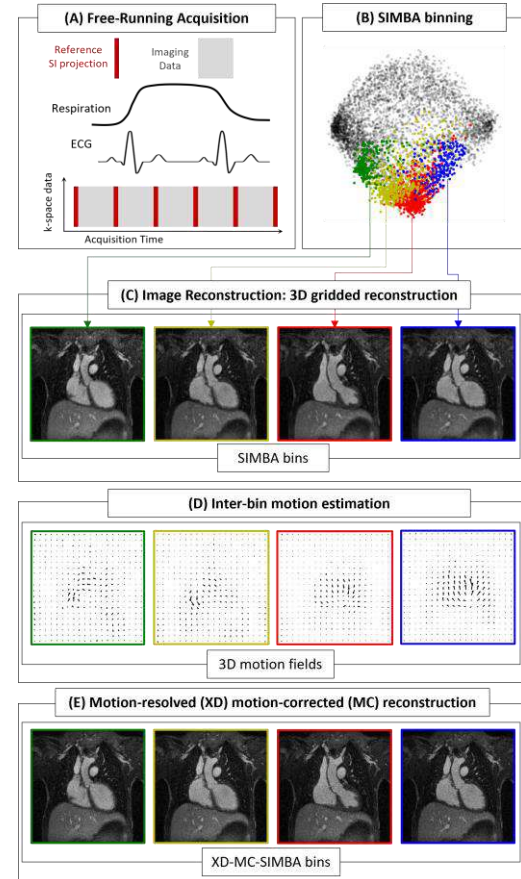 (A) Free-Running Acquisition
Reference
SI projection
Imaging
Data
Respiration
ECG
k-space data
Acquisition Time
(B) SIMBA binning
(C) Image Reconstruction: 3D gridded reconstruction
SIMBA bins
(D) Inter-bin motion estimation
3D motion fields
(E) Motion-resolved (XD) motion-corrected (MC) reconstruction
XD-MC-SIMBA bins